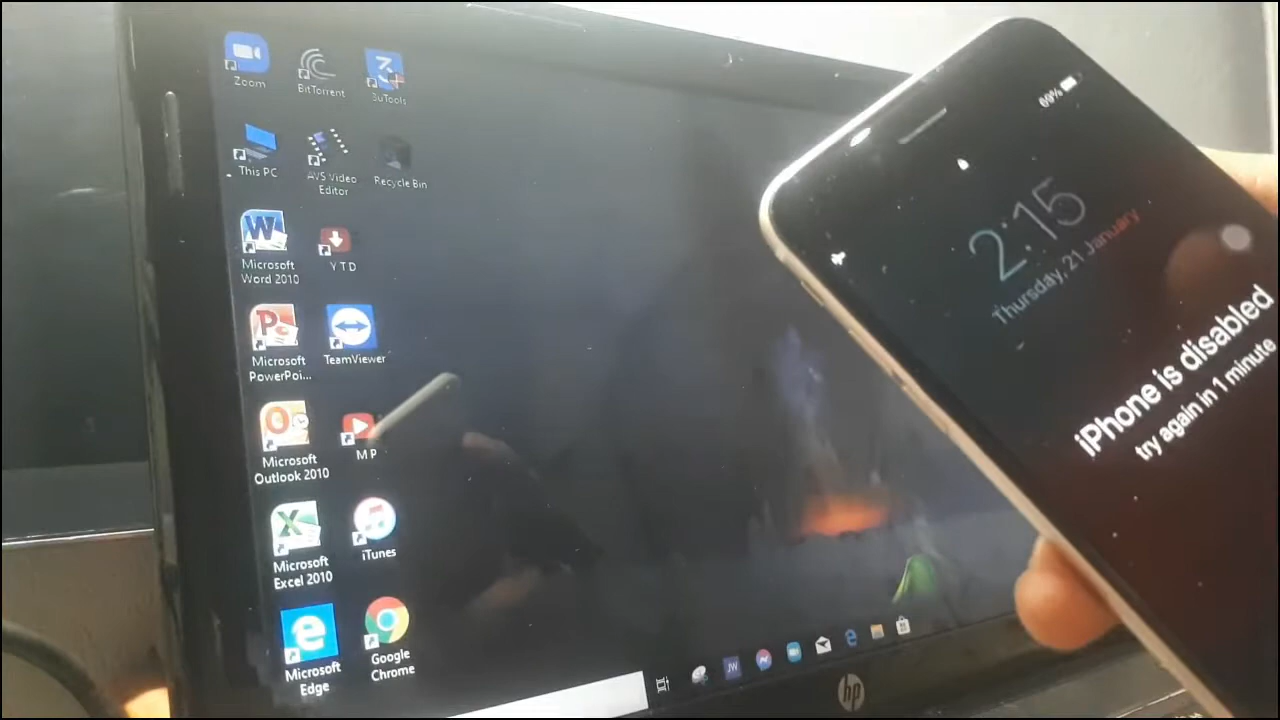 Zoom
BitTorrent
3uTools
This PC
AVS Video
Editor
Recycle Bin
W
Microsoft
Word 2010
Y T D
P
Microsoft
PowerPoi...
TeamViewer
O
Microsoft
Outlook 2010
M P
X
Microsoft
Excel 2010
iTunes
e
Microsoft
Edge
Google
Chrome
JW
hp
69%
2:15
Thursday, 21 January
iPhone is disabled
try again in 1 minute